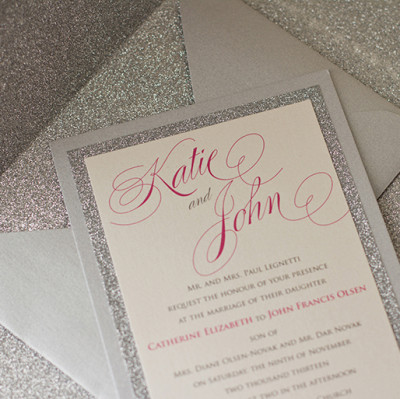 Katie
and
John
Mr. and Mrs. Paul Legnetti
request the honour of your presence
at the marriage of their daughter
Catherine Elizabeth to John Francis Olsen
son of
Mrs. Diane Olsen-Novak and Mr. Dar Novak
on Saturday, the ninth of November
two thousand thirteen
two in the afternoon